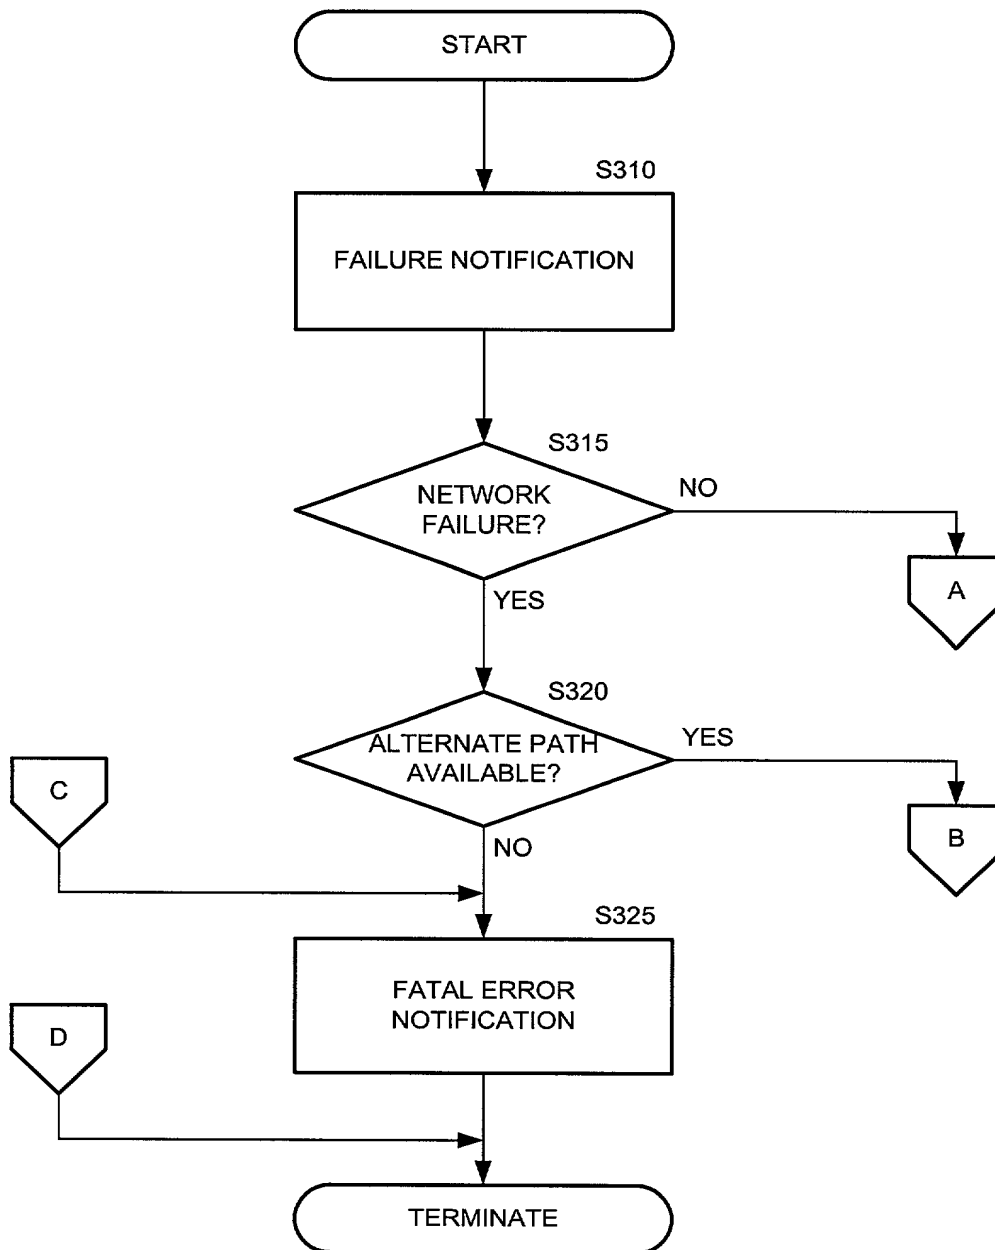 START
S310
FAILURE NOTIFICATION
S315
NETWORK
FAILURE?
NO
A
YES
S320
ALTERNATE PATH
AVAILABLE?
YES
B
C
NO
S325
FATAL ERROR
NOTIFICATION
D
TERMINATE